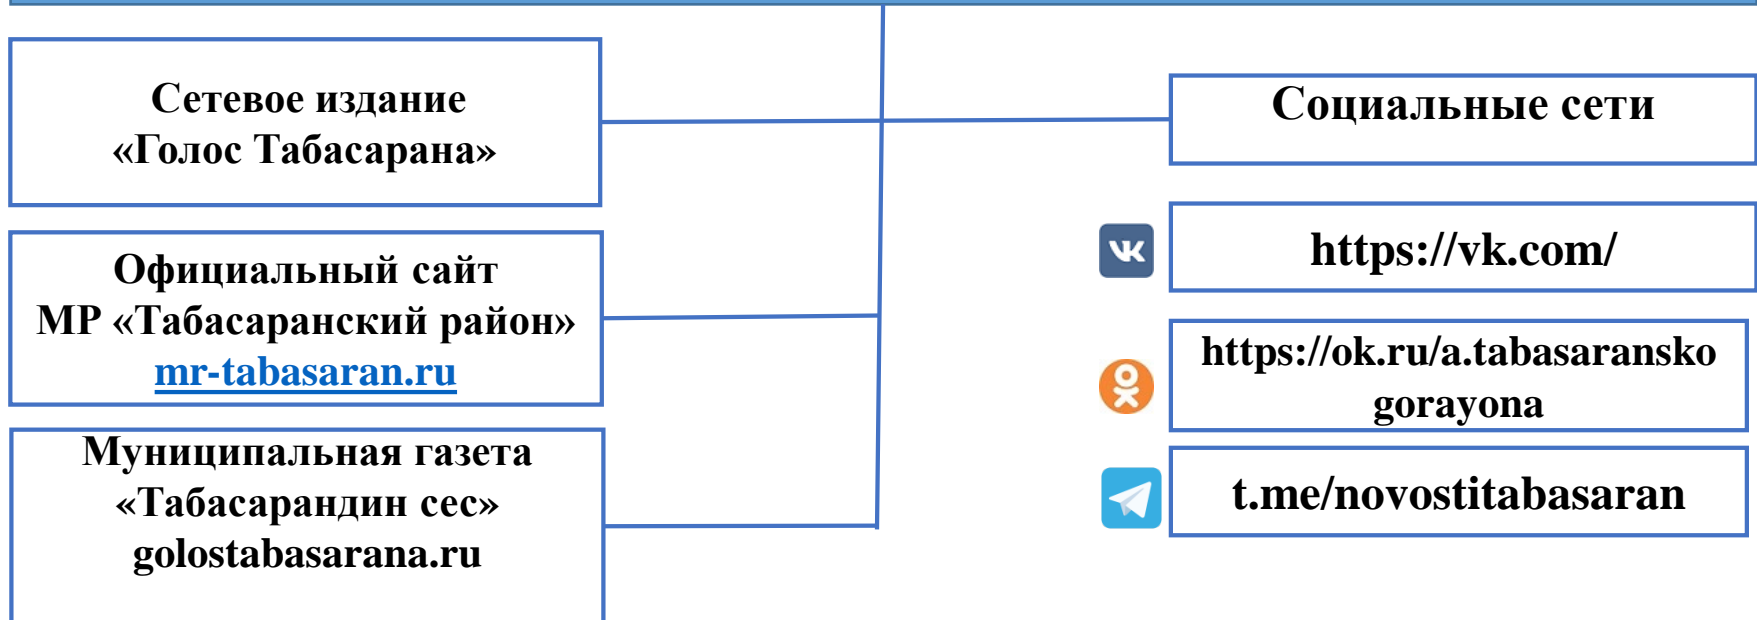 Сетевое издание
«Голос Табасарана»
Официальный сайт
МР «Табасаранский район»
mr-tabasaran.ru
Муниципальная газета
«Табасарандин сес»
golostabasarana.ru
Социальные сети
https://vk.com/
https://ok.ru/a.tabasaransko
gorayona
t.me/novostitabasaran